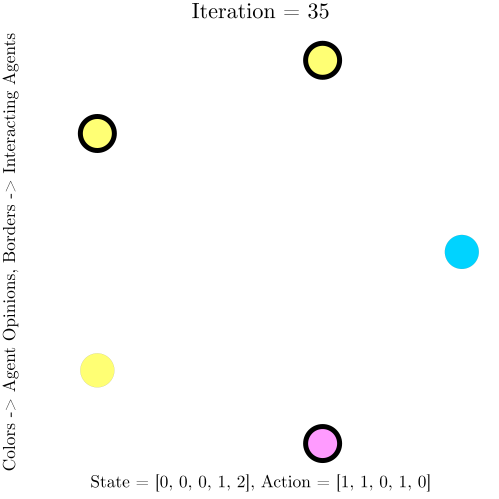 Iteration = 35
Colors -> Agent Opinions, Borders -> Interacting Agents
State = [0, 0, 0, 1, 2], Action = [1, 1, 0, 1, 0]